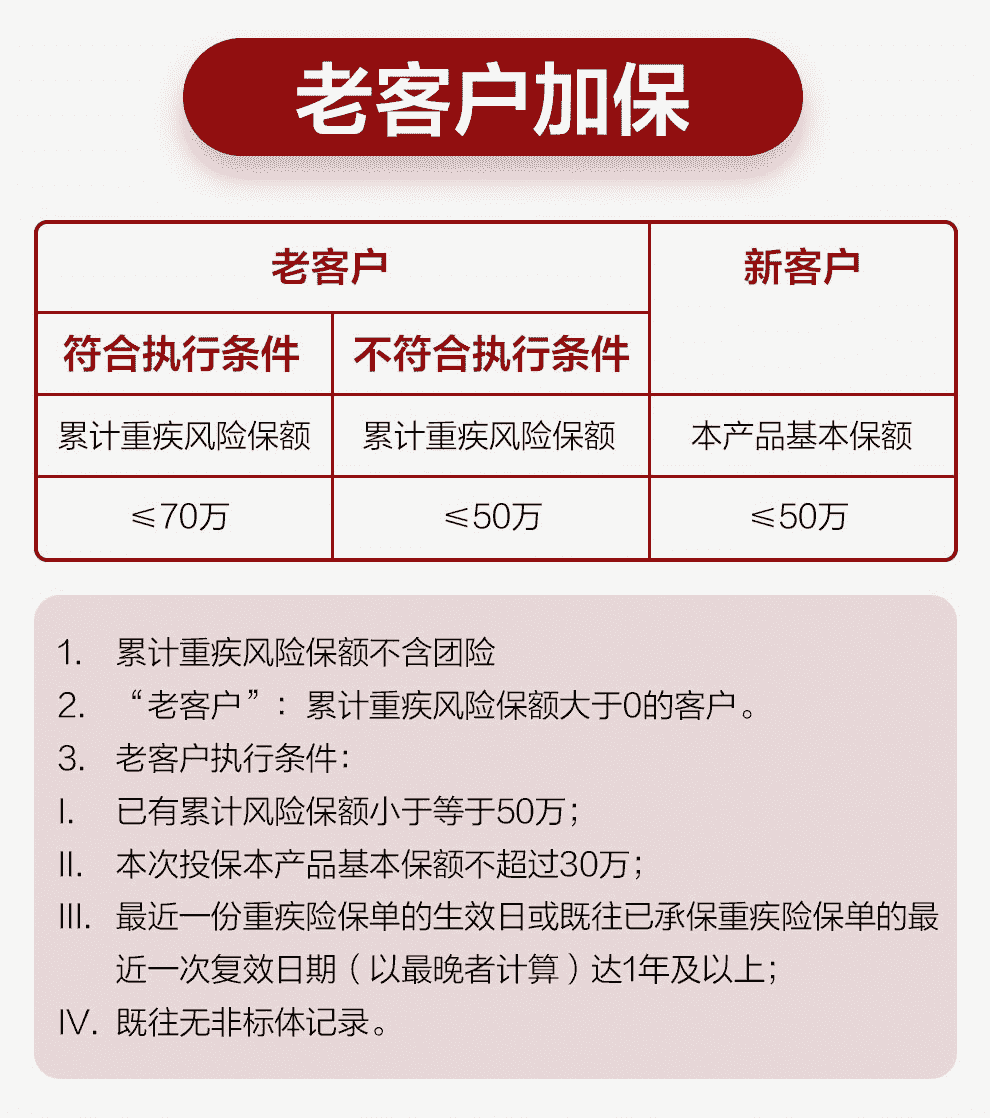 老客户加保
老客户
新客户
符合执行条件
不符合执行条件
累计重疾风险保额
累计重疾风险保额
本产品基本保额
≤70万
≤50万
≤50万
1. 累计重疾风险保额不含团险
2. “老客户”：累计重疾风险保额大于0的客户。
3. 老客户执行条件：
I. 已有累计风险保额小于等于50万；
II. 本次投保本产品基本保额不超过30万；
III. 最近一份重疾险保单的生效日或既往已承保重疾险保单的最
近一次复效日期（以最晚者计算）达1年及以上；
IV. 既往无非标体记录。